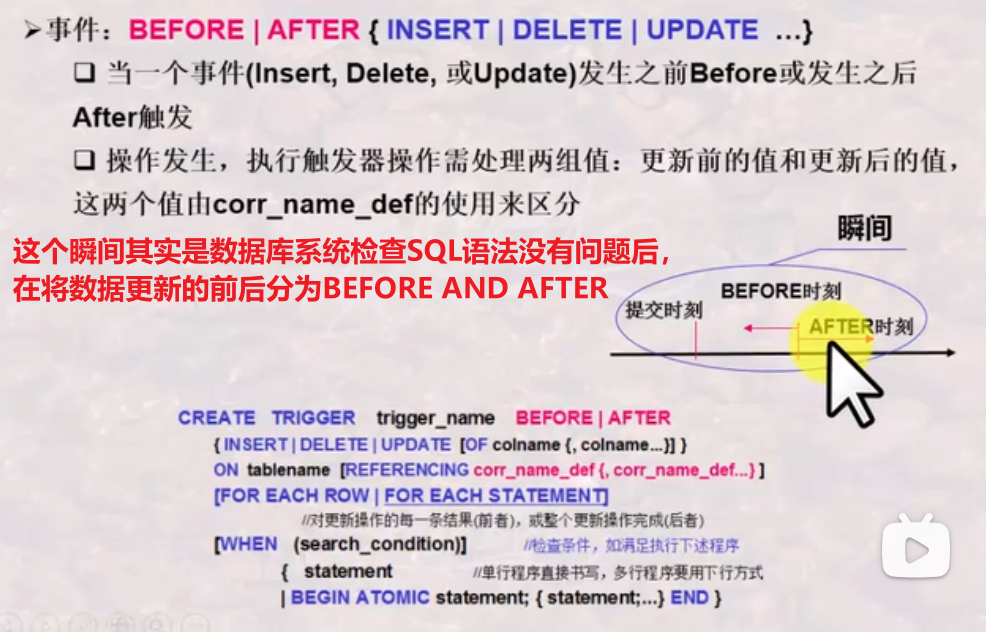 ➢事件：BEFORE | AFTER { INSERT | DELETE | UPDATE …}
❑ 当一个事件(Insert, Delete, 或Update)发生之前Before或发生之后
After触发
❑ 操作发生，执行触发器操作需处理两组值：更新前的值和更新后的值，
这两个值由corr_name_def的使用来区分
这个瞬间其实是数据库系统检查SQL语法没有问题后，
在将数据更新的前后分为BEFORE AND AFTER
瞬间
BEFORE时刻
提交时刻
AFTER时刻
CREATE TRIGGER trigger_name BEFORE | AFTER
{ INSERT | DELETE | UPDATE [OF colname {, colname...}] }
ON tablename [REFERENCING corr_name_def {, corr_name_def...} ]
[FOR EACH ROW | FOR EACH STATEMENT]
//对更新操作的每一条结果(前者)，或整个更新操作完成(后者)
[WHEN (search_condition)] //检查条件，如满足执行下述程序
{ statement //单行程序直接书写，多行程序要用下行方式
| BEGIN ATOMIC statement; { statement;...} END }